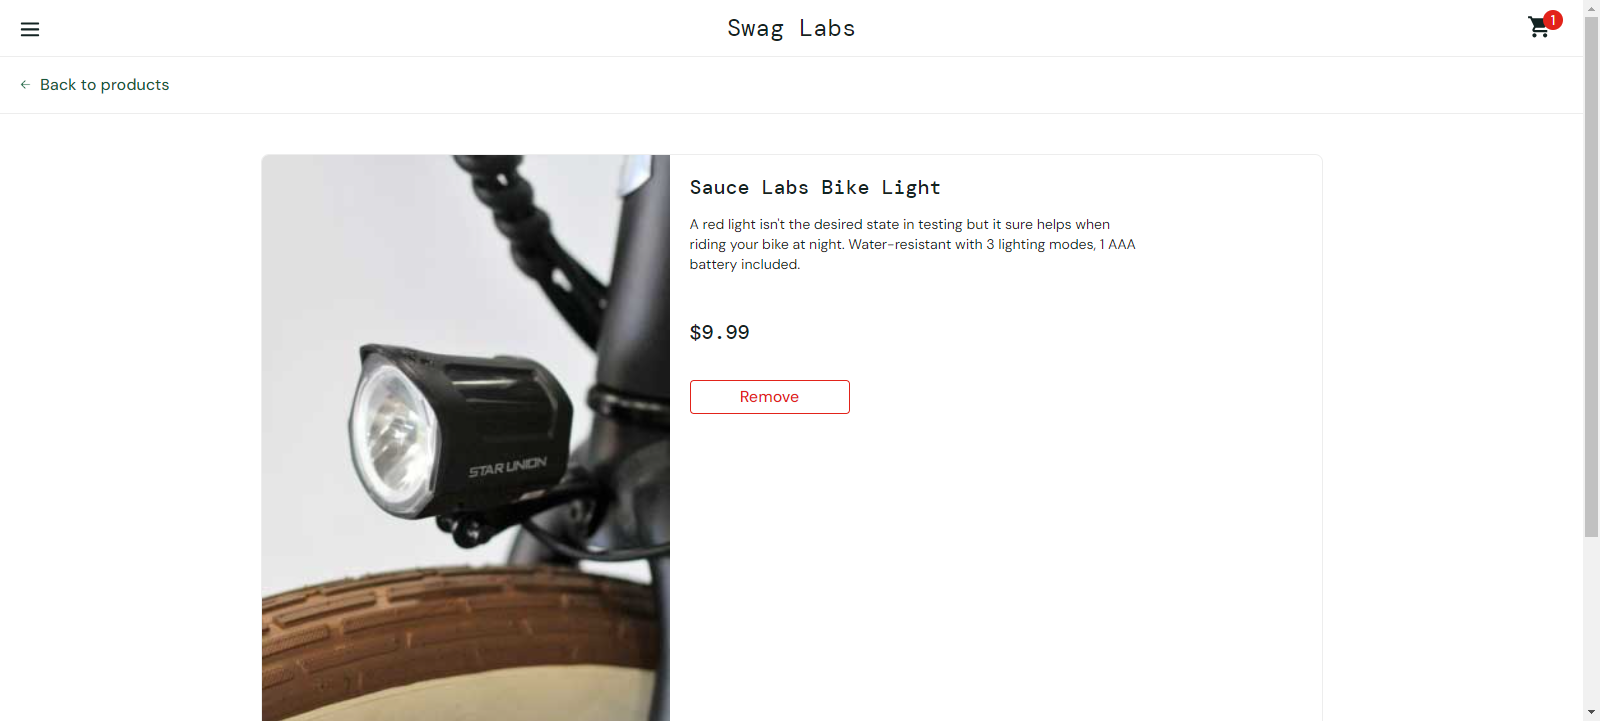 Swag Labs
1
Back to products
Sauce Labs Bike Light
A red light isn't the desired state in testing but it sure helps when
riding your bike at night. Water-resistant with 3 lighting modes, 1 AAA
battery included.
$9.99
Remove
STAR UNION